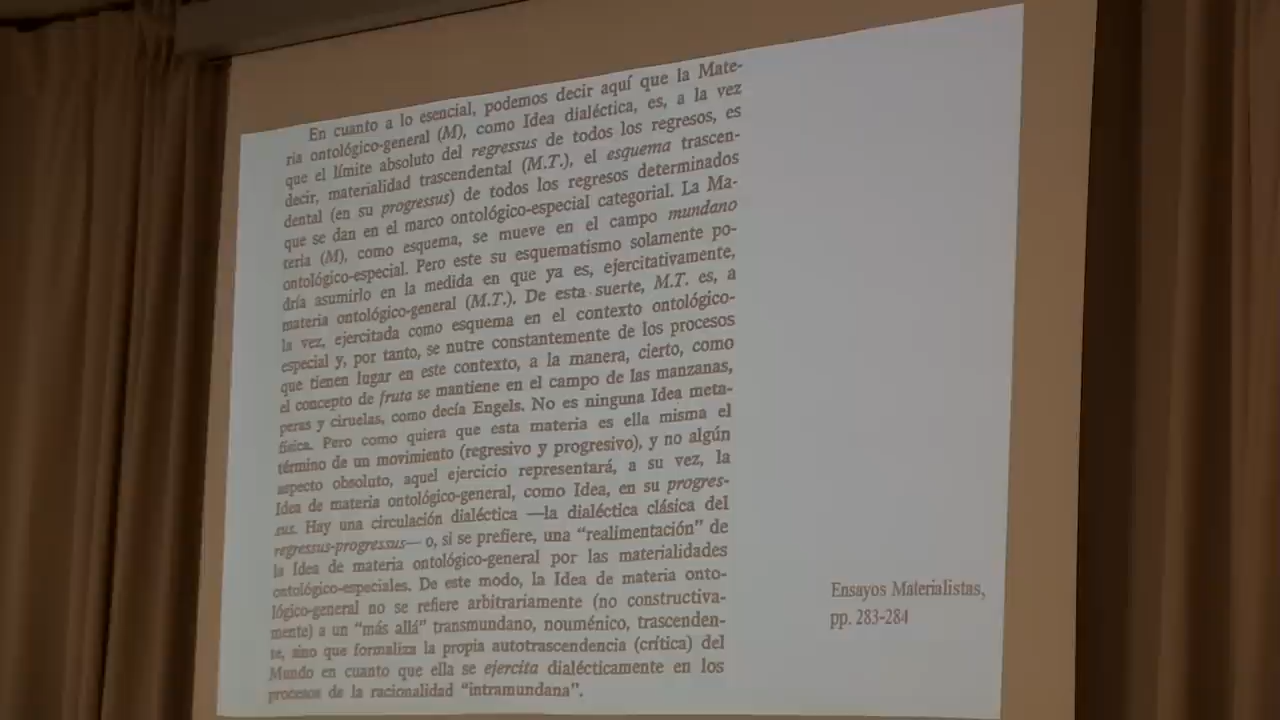 En cuanto a lo esencial, podemos decir aquí que la Mate-
ria ontológico-general (M), como Idea dialéctica, es, a la vez
que el límite absoluto del regressus de todos los regresos, es
decir, materialidad trascendental (M.T.), el esquema trascen-
dental (en su progressus) de todos los regresos determinados
que se dan en el marco ontológico-especial categorial. La Ma-
teria (M), como esquema, se mueve en el campo mundano
ontológico-especial. Pero este su esquematismo solamente po-
dría asumirlo en la medida en que ya es, ejercitativamente,
materia ontológico-general (M.T.). De esta suerte, M.T. es, a
la vez, ejercitada como esquema en el contexto ontológico-
especial y, por tanto, se nutre constantemente de los procesos
que tienen lugar en este contexto, a la manera, cierto, como
el concepto de fruta se mantiene en el campo de las manzanas,
peras y ciruelas, como decía Engels. No es ninguna Idea meta-
física. Pero como quiera que esta materia es ella misma el
término de un movimiento (regresivo y progresivo), y no algún
aspecto obsoluto, aquel ejercicio representará, a su vez, la
Idea de materia ontológico-general, como Idea, en su progres-
sus. Hay una circulación dialéctica —la dialéctica clásica del
regressus-progressus— o, si se prefiere, una “realimentación” de
la Idea de materia ontológico-general por las materialidades
ontológico-especiales. De este modo, la Idea de materia onto-
lógico-general no se refiere arbitrariamente (no constructiva-
mente) a un “más allá” transmundano, nouménico, trascenden-
te, sino que formaliza la propia autotrascendencia (crítica) del
Mundo en cuanto que ella se ejercita dialécticamente en los
procesos de la racionalidad “intramundana”.
Ensayos Materialistas,
pp. 283-284